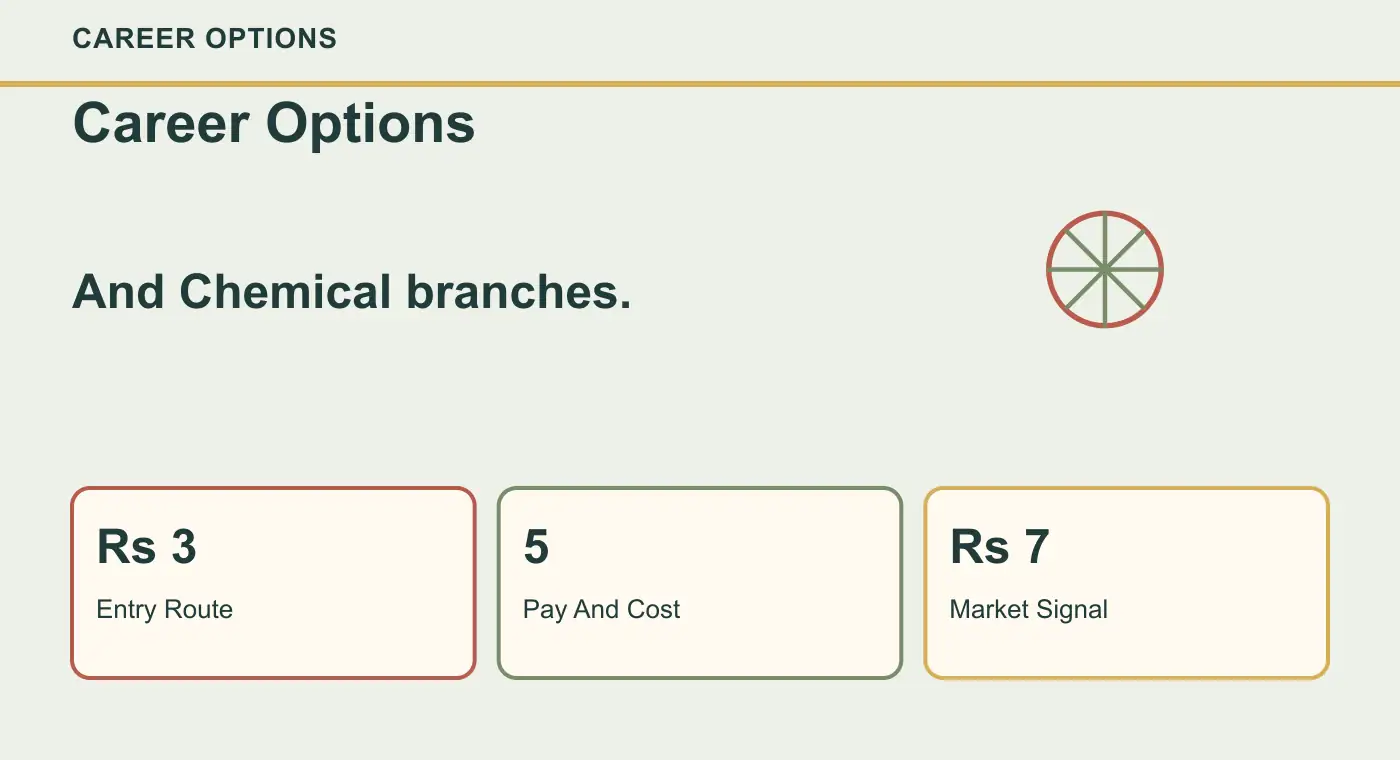 CAREER OPTIONS
Career Options
And Chemical branches.
Rs 3
Entry Route
5
Pay And Cost
Rs 7
Market Signal